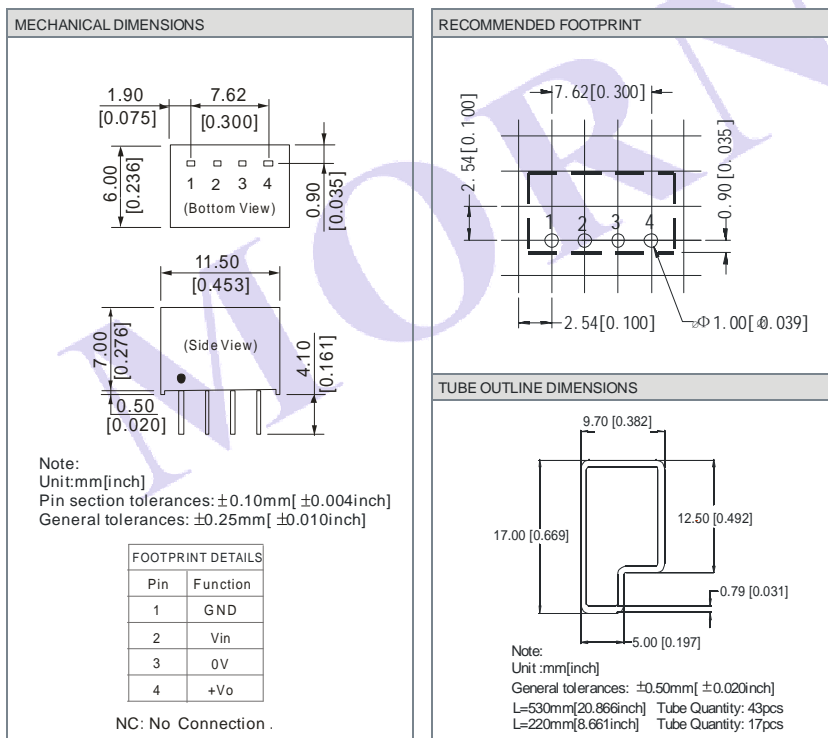 MECHANICAL DIMENSIONS
1.90
[0.075]
7.62
[0.300]
6.00
[0.236]
1 2 3 4
(Bottom View)
0.90
[0.035]
11.50
[0.453]
7.00
[0.276]
(Side View)
4.10
[0.161]
0.50
[0.020]
Note:
Unit:mm[inch]
Pin section tolerances:±0.10mm[ ±0.004inch]
General tolerances: ±0.25mm[ ±0.010inch]
FOOTPRINT DETAILS
Pin Function
1 GND
2 Vin
3 0V
4 +Vo
NC: No Connection .
RECOMMENDED FOOTPRINT
7.62[0.300]
2.54[0.100]
0.90[0.035]
1 2 3 4
2.54[0.100]
⌀Φ1.00[⌀0.039]
TUBE OUTLINE DIMENSIONS
9.70 [0.382]
17.00 [0.669]
12.50 [0.492]
0.79 [0.031]
5.00 [0.197]
Note:
Unit :mm[inch]
General tolerances: ±0.50mm[ ±0.020inch]
L=530mm[20.866inch] Tube Quantity: 43pcs
L=220mm[8.661inch] Tube Quantity: 17pcs
MORN